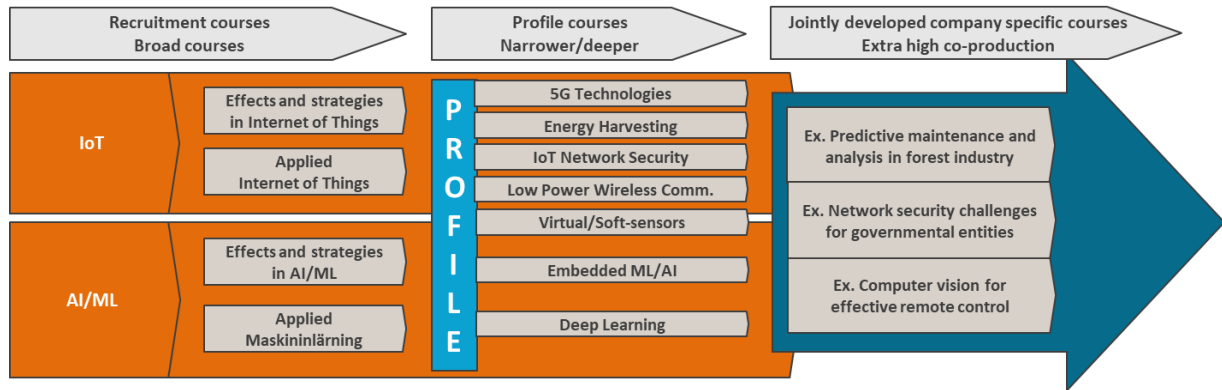 Recruitment courses
Broad courses
Profile courses
Narrower/deeper
Jointly developed company specific courses
Extra high co-production
IoT
Effects and strategies
in Internet of Things
Applied
Internet of Things
AI/ML
Effects and strategies
in AI/ML
Applied
Maskininlärning
P
R
O
F
I
L
E
5G Technologies
Energy Harvesting
IoT Network Security
Low Power Wireless Comm.
Virtual/Soft-sensors
Embedded ML/AI
Deep Learning
Ex. Predictive maintenance and
analysis in forest industry
Ex. Network security challenges
for governmental entities
Ex. Computer vision for
effective remote control